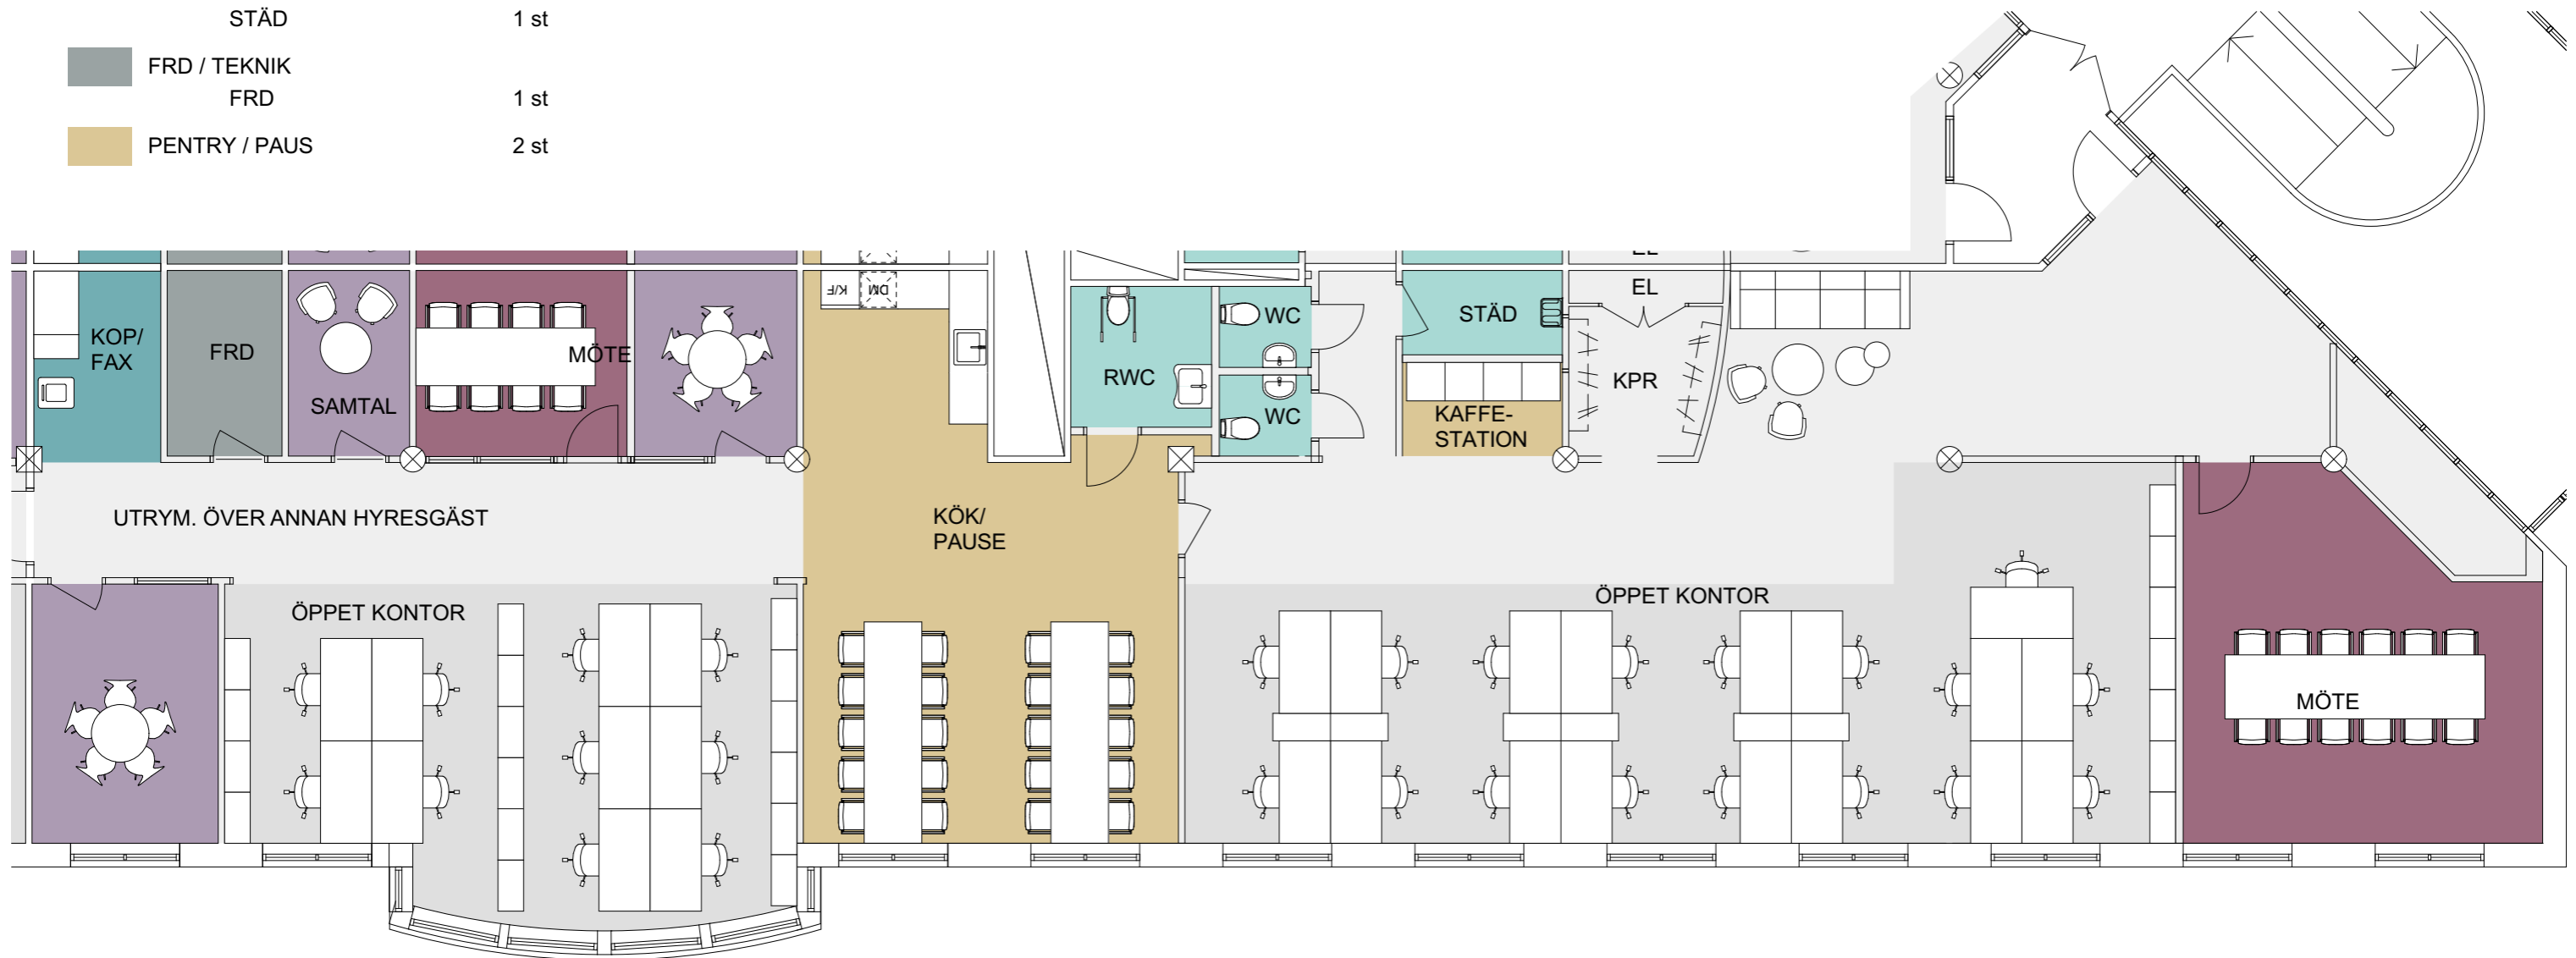 STÄD 1 st
FRD / TEKNIK
FRD 1 st
PENTRY / PAUS 2 st
EL
K/F DM
EL
KOP/
FAX
FRD
SAMTAL
MÖTE
RWC
WC
WC
STÄD
KAFFE-
STATION
KPR
UTRYM. ÖVER ANNAN HYRESGÄST
KÖK/
PAUSE
ÖPPET KONTOR
ÖPPET KONTOR
MÖTE